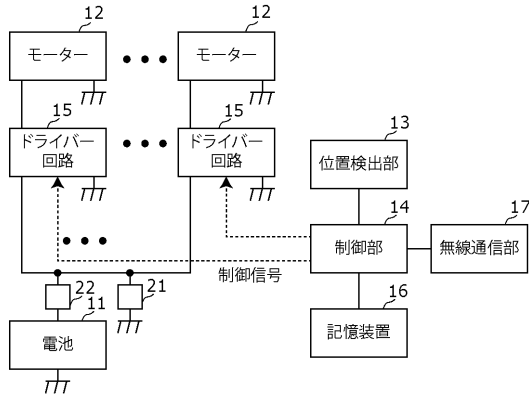 12
12
モーター
モーター
15
15
ドライバー
回路
ドライバー
回路
13
位置検出部
14
17
制御部
無線通信部
制御信号
22
21
11
16
電池
記憶装置